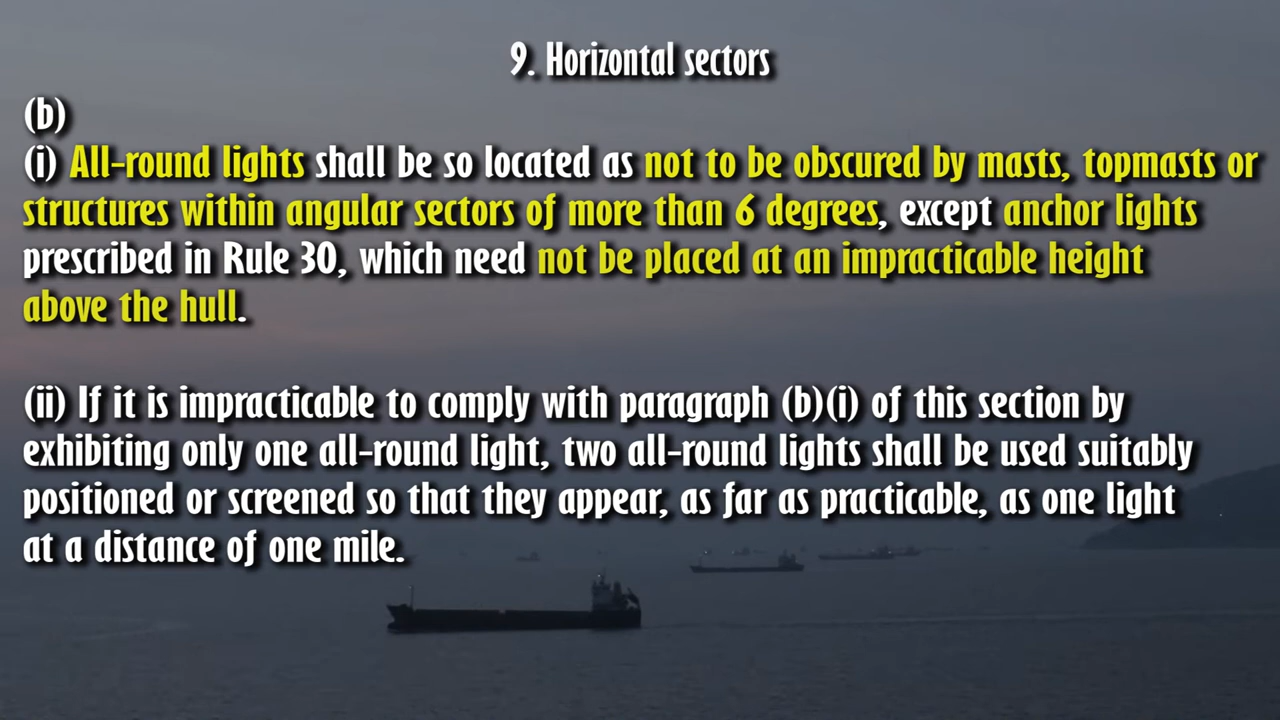 9. Horizontal sectors
(b)
(i) All-round lights shall be so located as not to be obscured by masts, topmasts or
structures within angular sectors of more than 6 degrees, except anchor lights
prescribed in Rule 30, which need not be placed at an impracticable height
above the hull.
(ii) If it is impracticable to comply with paragraph (b)(i) of this section by
exhibiting only one all-round light, two all-round lights shall be used suitably
positioned or screened so that they appear, as far as practicable, as one light
at a distance of one mile.